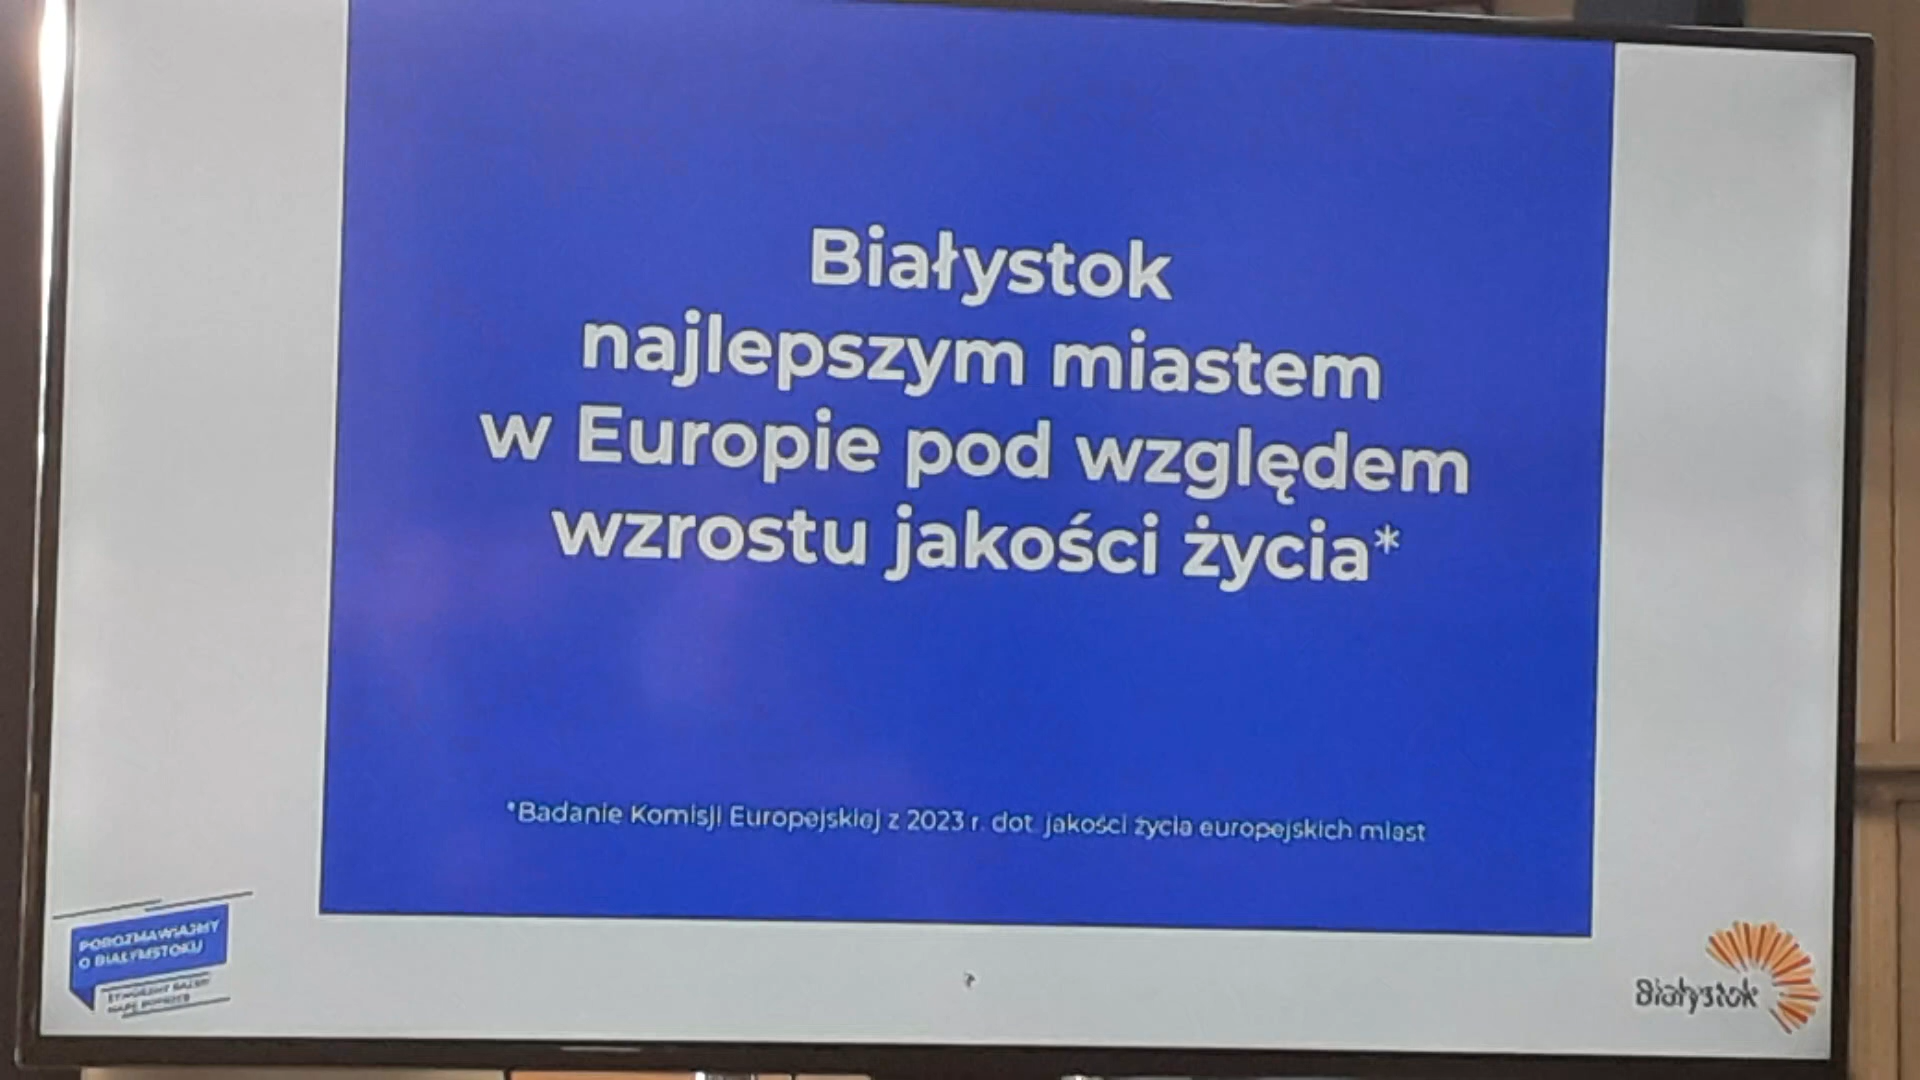 Białystok
najlepszym miastem
w Europie pod względem
wzrostu jakości życia*
*Badanie Komisji Europejskiej z 2023 r. dot. jakości życia europejskich miast
POROZMAWIAJMY
O BIAŁYMSTOKU
Białystok